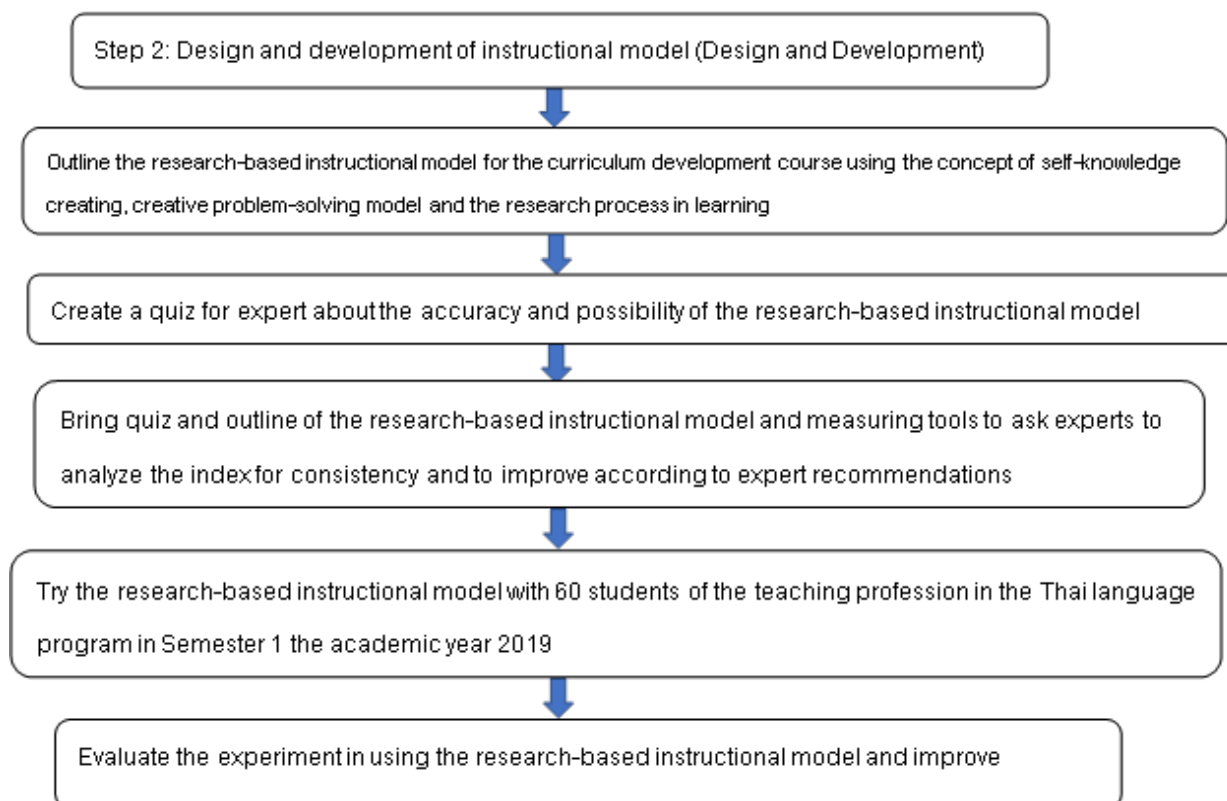 Step 2: Design and development of instructional model (Design and Development)
Outline the research-based instructional model for the curriculum development course using the concept of self-knowledge
creating, creative problem-solving model and the research process in learning
Create a quiz for expert about the accuracy and possibility of the research-based instructional model
Bring quiz and outline of the research-based instructional model and measuring tools to ask experts to
analyze the index for consistency and to improve according to expert recommendations
Try the research-based instructional model with 60 students of the teaching profession in the Thai language
program in Semester 1 the academic year 2019
Evaluate the experiment in using the research-based instructional model and improve